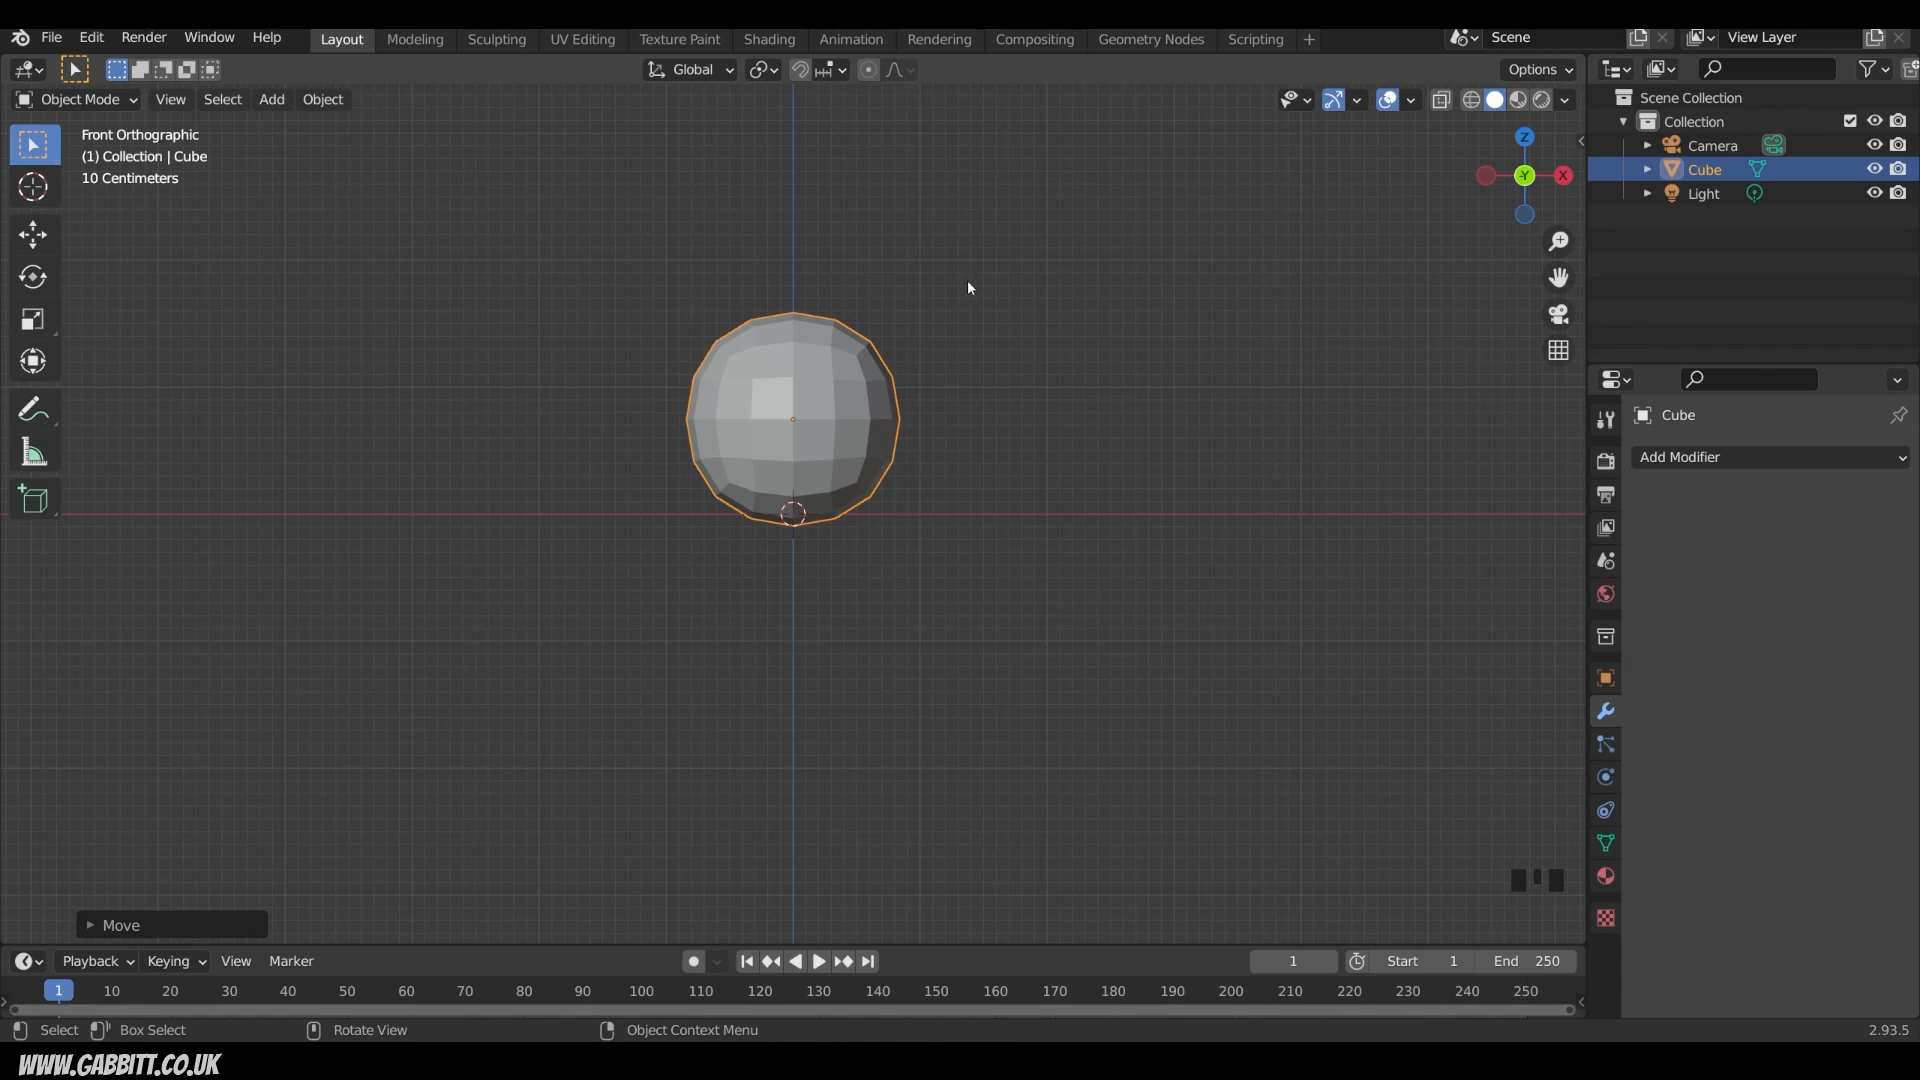 File Edit Render Window Help Layout Modeling Sculpting UV Editing Texture Paint Shading Animation Rendering Compositing Geometry Nodes Scripting + Scene View Layer
Global Options
Object Mode View Select Add Object
Front Orthographic
(1) Collection | Cube
10 Centimeters
Z
-Y X
Scene Collection
Collection
Camera
Cube
Light
Cube
Add Modifier
Move
Playback Keying View Marker 1 Start 1 End 250
1 10 20 30 40 50 60 70 80 90 100 110 120 130 140 150 160 170 180 190 200 210 220 230 240 250
Select Box Select Rotate View Object Context Menu 2.93.5
WWW.GABBITT.CO.UK